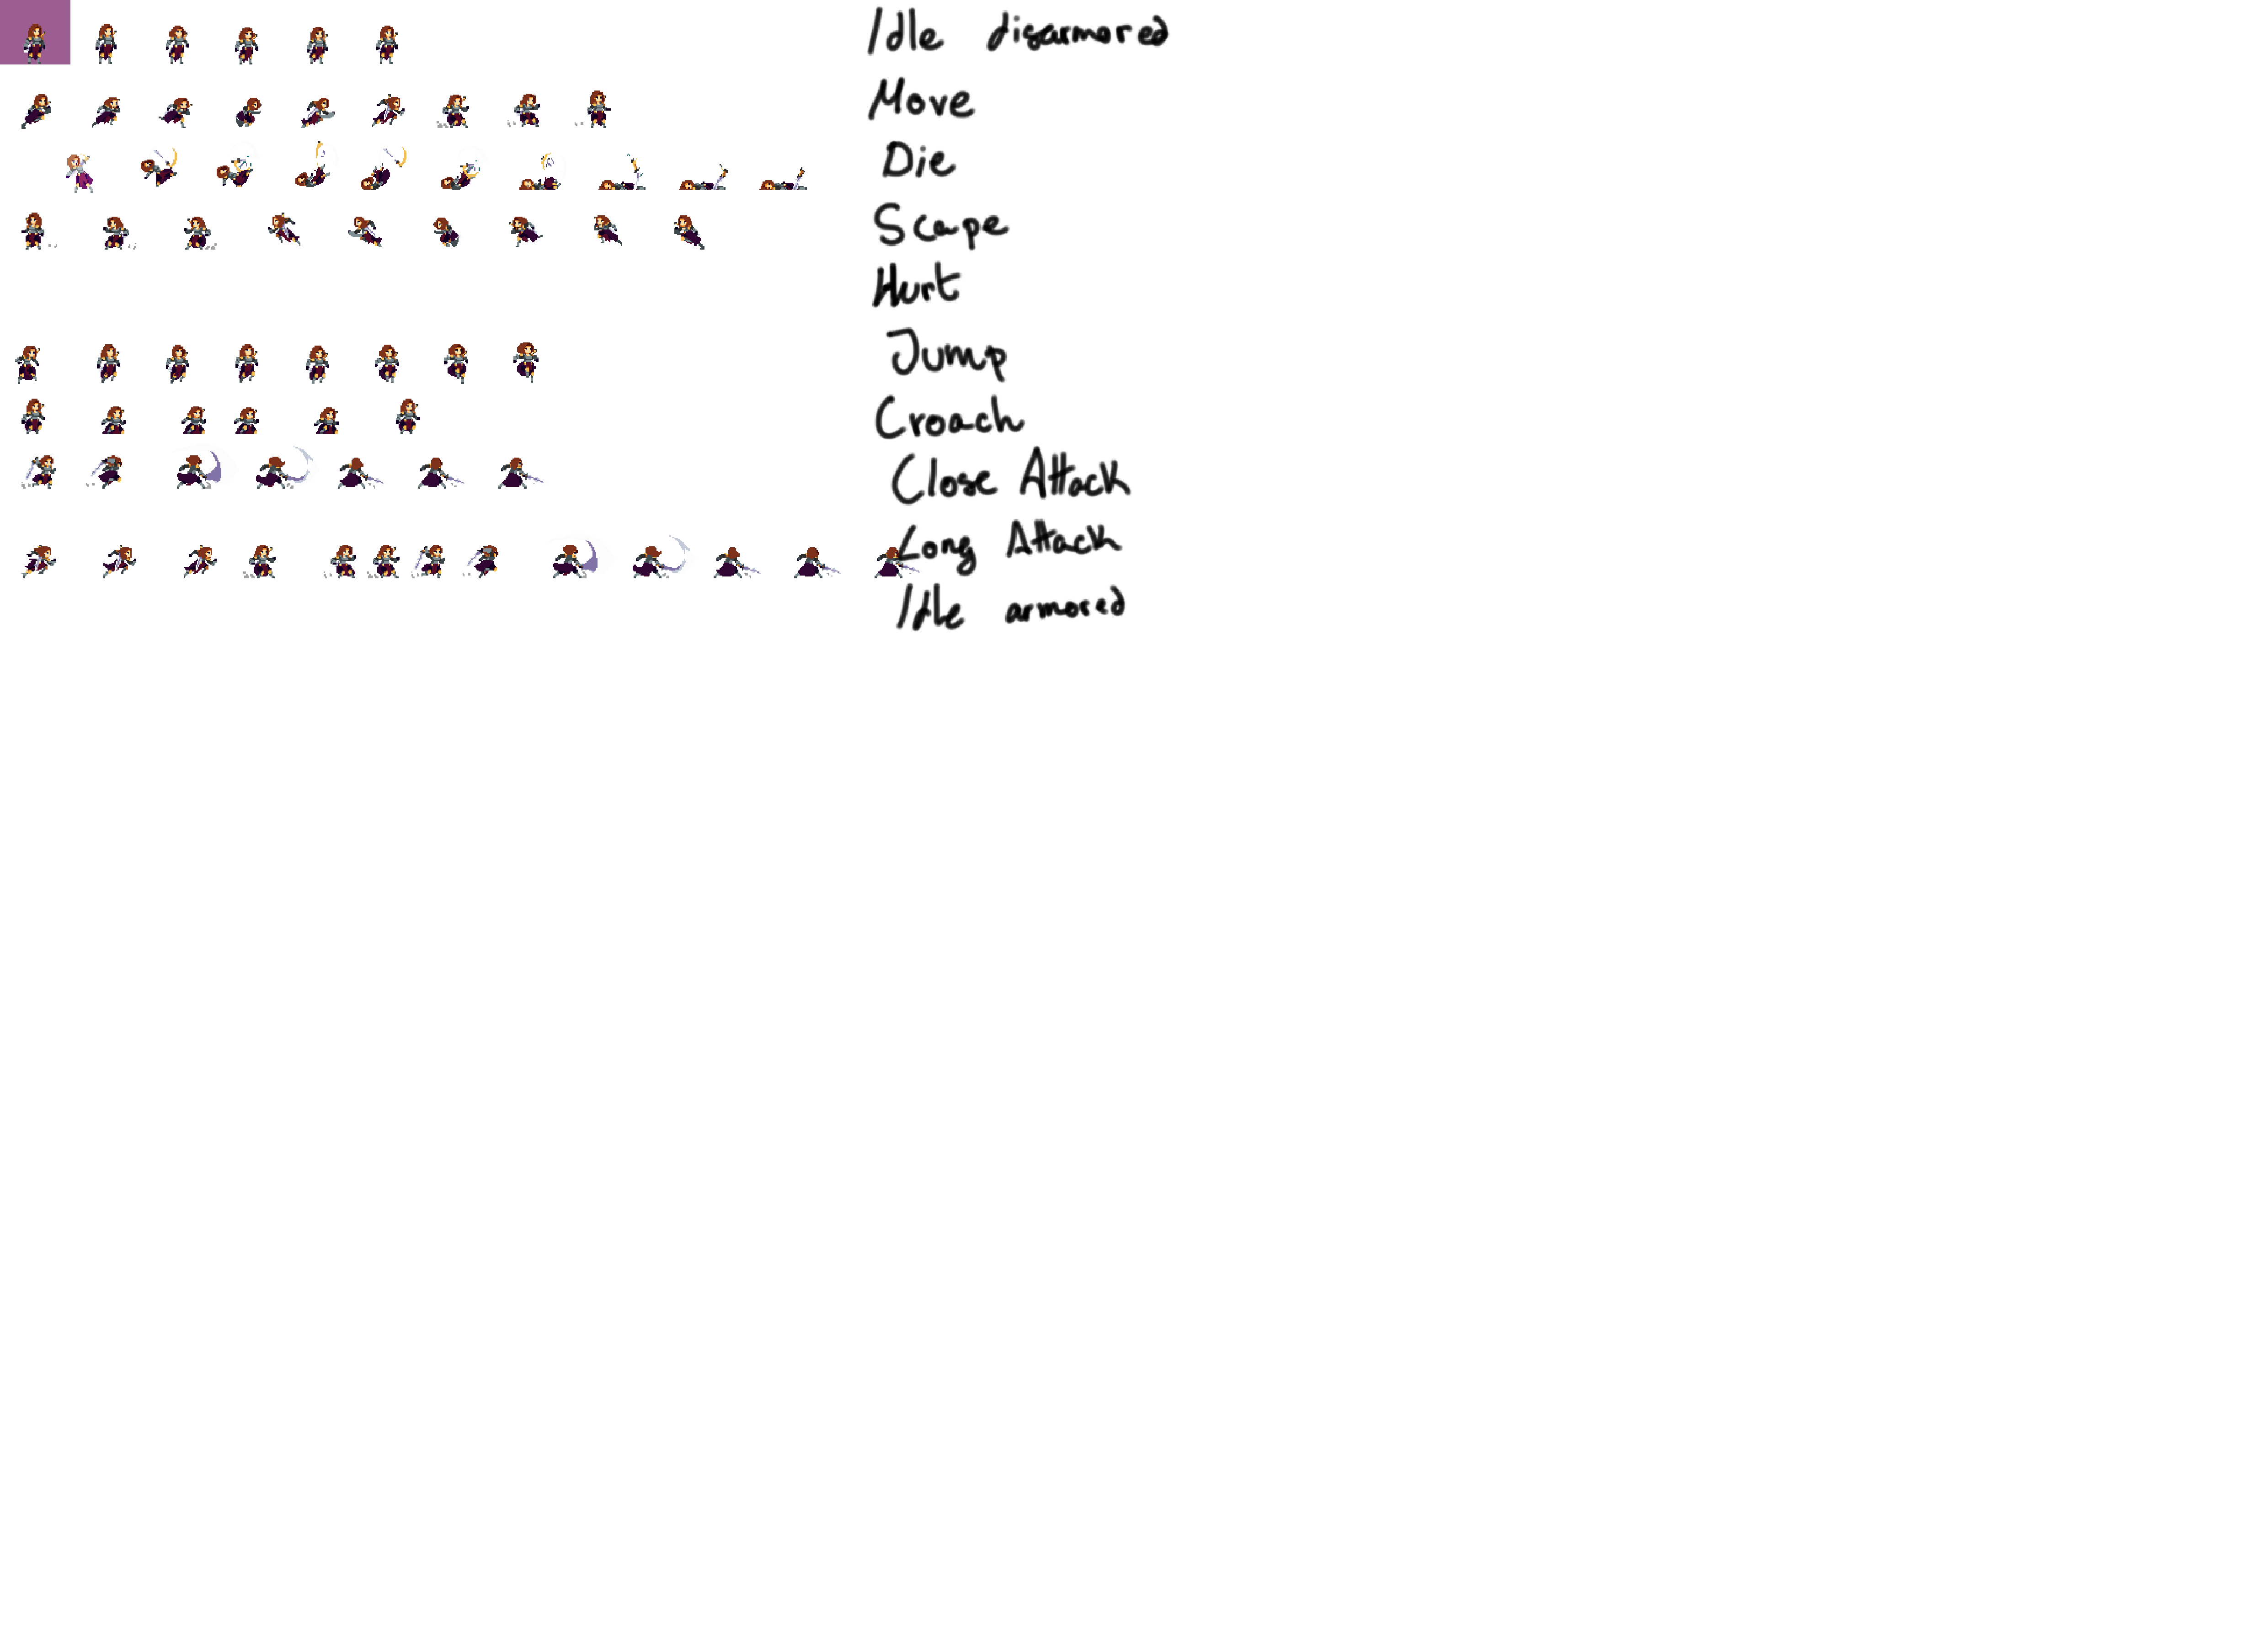 Idle disarmored
Move
Die
Scape
Hurt
Jump
Croach
Close Attack
Long Attack
Idle armored